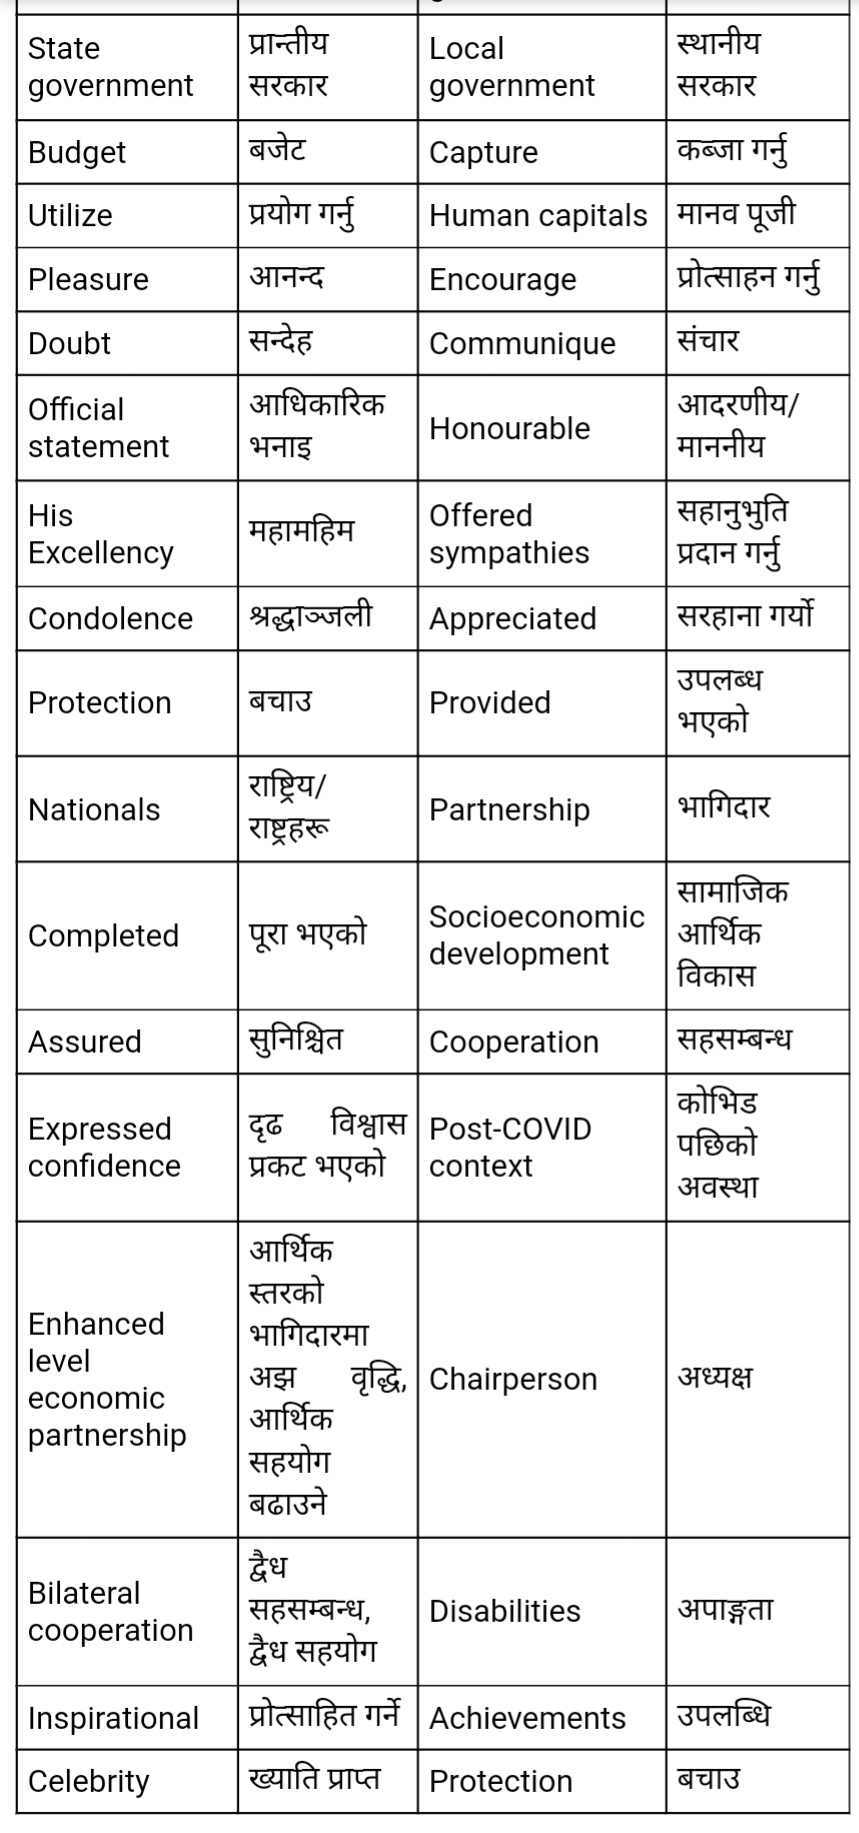 State government
प्रान्तीय सरकार
Local government
स्थानीय सरकार
Budget
बजेट
Capture
कब्जा गर्नु
Utilize
प्रयोग गर्नु
Human capitals
मानव पूजी
Pleasure
आनन्द
Encourage
प्रोत्साहन गर्नु
Doubt
सन्देह
Communique
संचार
Official statement
आधिकारिक भनाइ
Honourable
आदरणीय/ माननीय
His Excellency
महामहिम
Offered sympathies
सहानुभुति प्रदान गर्नु
Condolence
श्रद्धाञ्जली
Appreciated
सरहाना गर्यो
Protection
बचाउ
Provided
उपलब्ध भएको
Nationals
राष्ट्रिय/ राष्ट्रहरू
Partnership
भागिदार
Completed
पूरा भएको
Socioeconomic development
सामाजिक आर्थिक विकास
Assured
सुनिश्चित
Cooperation
सहसम्बन्ध
Expressed confidence
दृढ विश्वास प्रकट भएको
Post-COVID context
कोभिड पछिको अवस्था
Enhanced level economic partnership
आर्थिक स्तरको भागिदारमा अझ वृद्धि, आर्थिक सहयोग बढाउने
Chairperson
अध्यक्ष
Bilateral cooperation
द्वैध सहसम्बन्ध, द्वैध सहयोग
Disabilities
अपाङ्गता
Inspirational
प्रोत्साहित गर्ने
Achievements
उपलब्धि
Celebrity
ख्याति प्राप्त
Protection
बचाउ